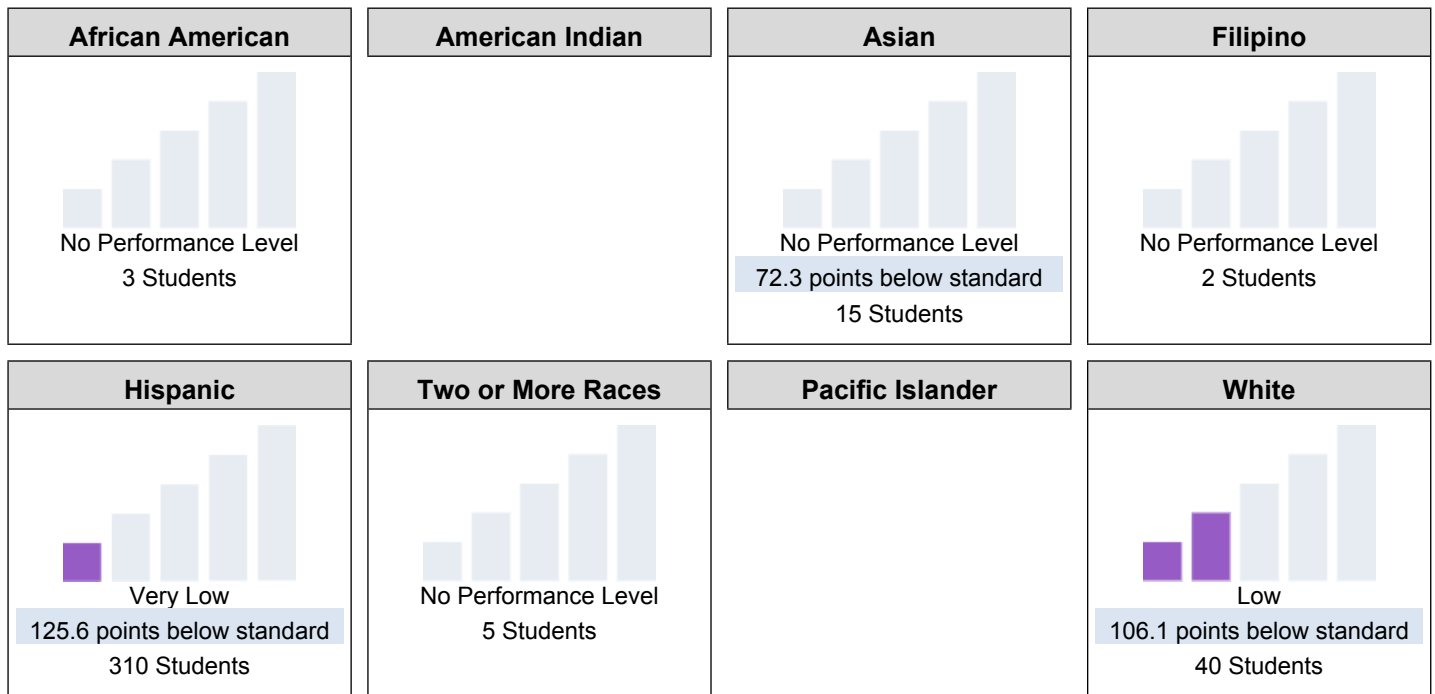 African American
No Performance Level
3 Students
American Indian
Asian
No Performance Level
72.3 points below standard
15 Students
Filipino
No Performance Level
2 Students
Hispanic
Very Low
125.6 points below standard
310 Students
Two or More Races
No Performance Level
5 Students
Pacific Islander
White
Low
106.1 points below standard
40 Students